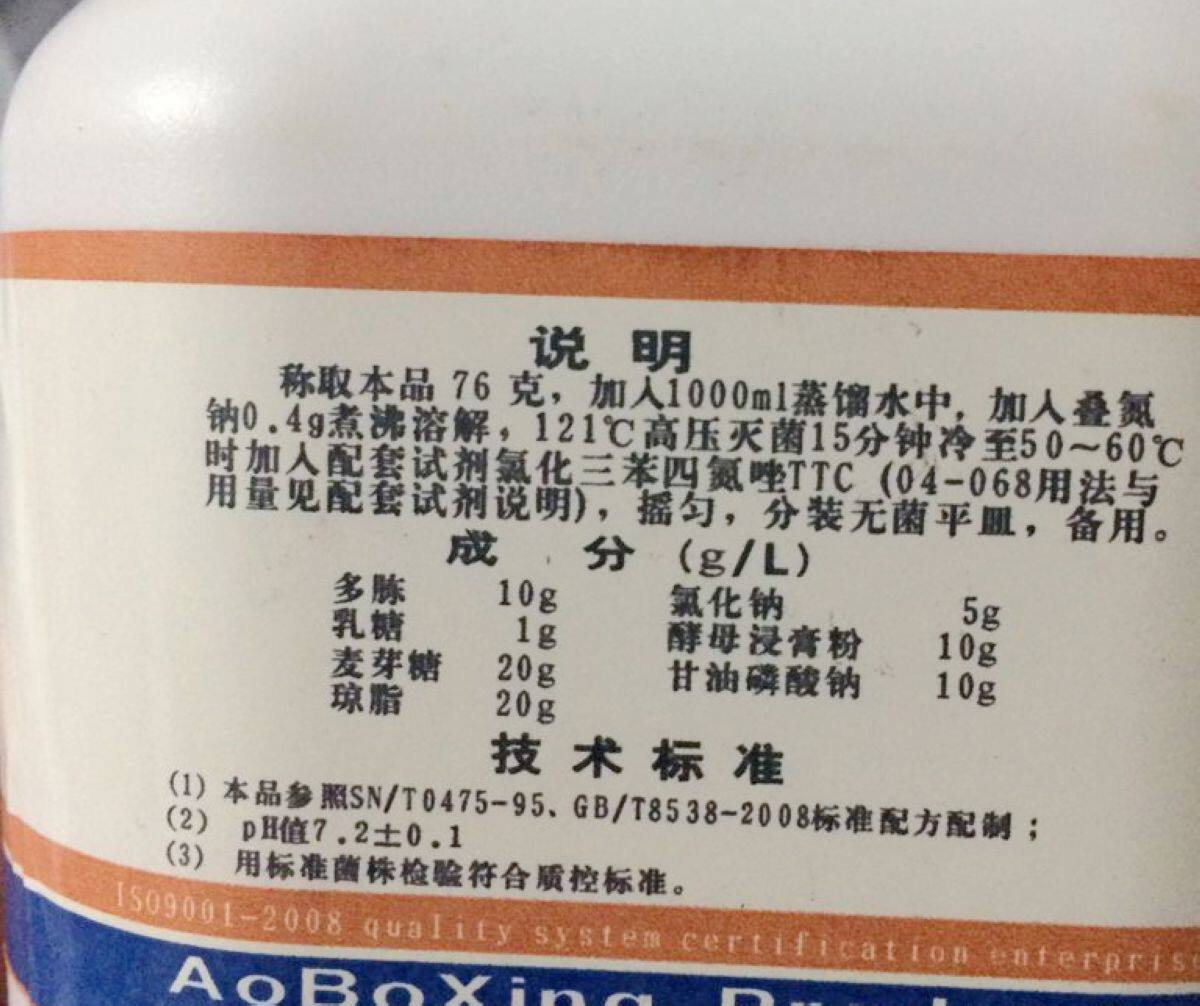 说 明
称取本品 76 克，加入1000ml蒸馏水中，加入叠氮
钠0.4g煮沸溶解，121℃高压灭菌15分钟冷至50～60℃
时加入配套试剂氯化三苯四氮唑TTC (04-068用法与
用量见配套试剂说明)，摇匀，分装无菌平皿，备用。
成 分 (g/L)
多胨 10g 氯化钠 5g
乳糖 1g 酵母浸膏粉 10g
麦芽糖 20g 甘油磷酸钠 10g
琼脂 20g
技术标准
(1) 本品参照SN/T0475-95、GB/T8538-2008标准配方配制；
(2) pH值7.2±0.1
(3) 用标准菌株检验符合质控标准。
ISO9001-2008 quality system certification enterpris
AoBoXing